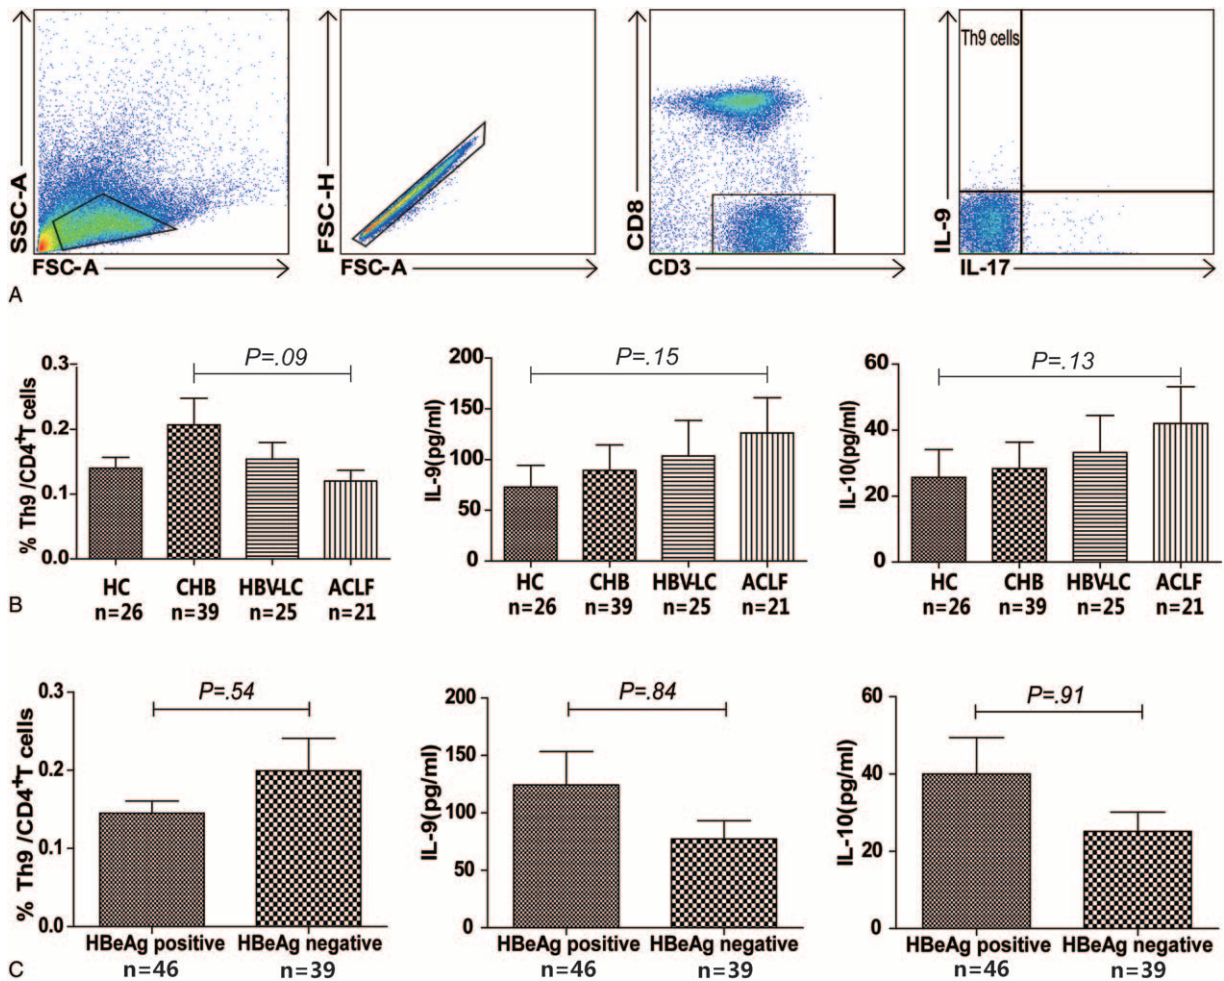 SSC-A
FSC-A
FSC-H
FSC-A
CD8
CD3
Th9 cells
IL-9
IL-17
A
% Th9 /CD4+T cells
0.3
0.2
0.1
0.0
P=.09
HC
n=26
CHB
n=39
HBV-LC
n=25
ACLF
n=21
IL-9(pg/ml)
200
150
100
50
0
P=.15
HC
n=26
CHB
n=39
HBV-LC
n=25
ACLF
n=21
IL-10(pg/ml)
60
40
20
0
P=.13
HC
n=26
CHB
n=39
HBV-LC
n=25
ACLF
n=21
B
% Th9 /CD4+T cells
0.3
0.2
0.1
0.0
P=.54
HBeAg positive
n=46
HBeAg negative
n=39
IL-9(pg/ml)
200
150
100
50
0
P=.84
HBeAg positive
n=46
HBeAg negative
n=39
IL-10(pg/ml)
60
40
20
0
P=.91
HBeAg positive
n=46
HBeAg negative
n=39
C